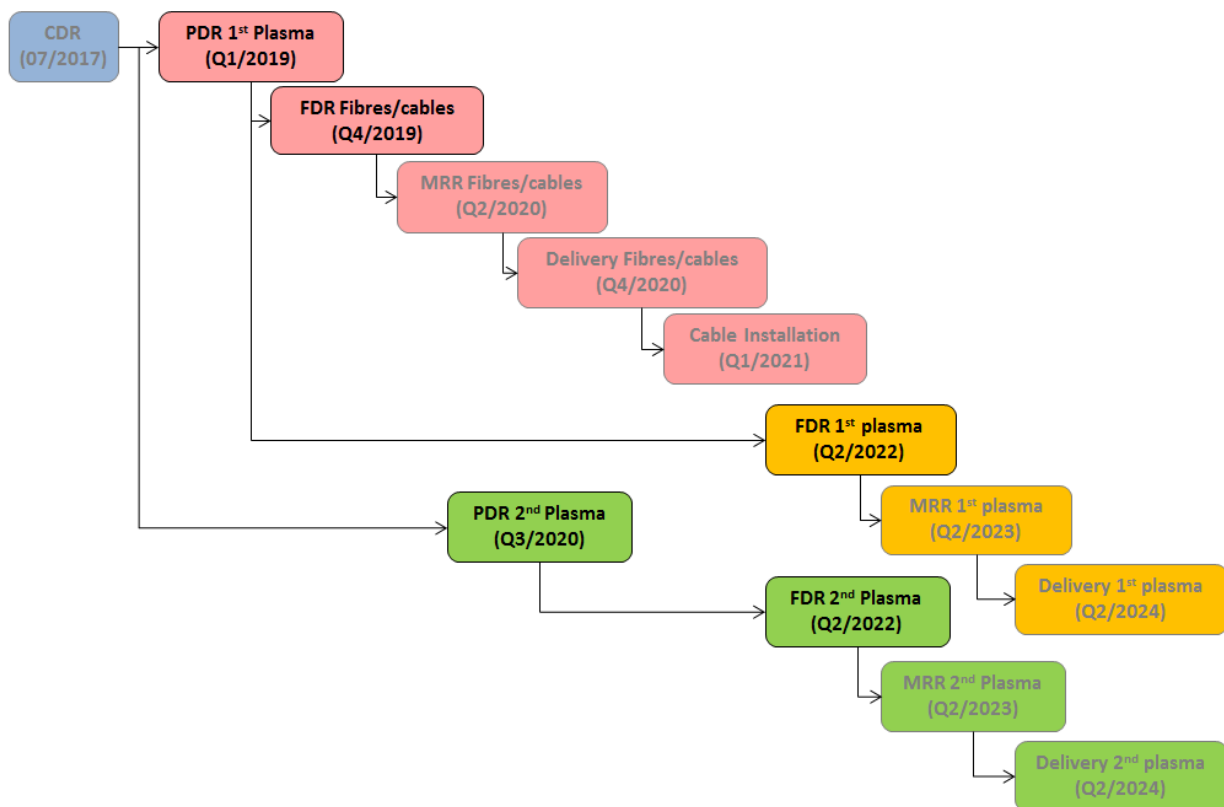 CDR
(07/2017)
PDR 1st Plasma
(Q1/2019)
FDR Fibres/cables
(Q4/2019)
MRR Fibres/cables
(Q2/2020)
Delivery Fibres/cables
(Q4/2020)
Cable Installation
(Q1/2021)
FDR 1st plasma
(Q2/2022)
MRR 1st plasma
(Q2/2023)
Delivery 1st plasma
(Q2/2024)
PDR 2nd Plasma
(Q3/2020)
FDR 2nd Plasma
(Q2/2022)
MRR 2nd Plasma
(Q2/2023)
Delivery 2nd plasma
(Q2/2024)